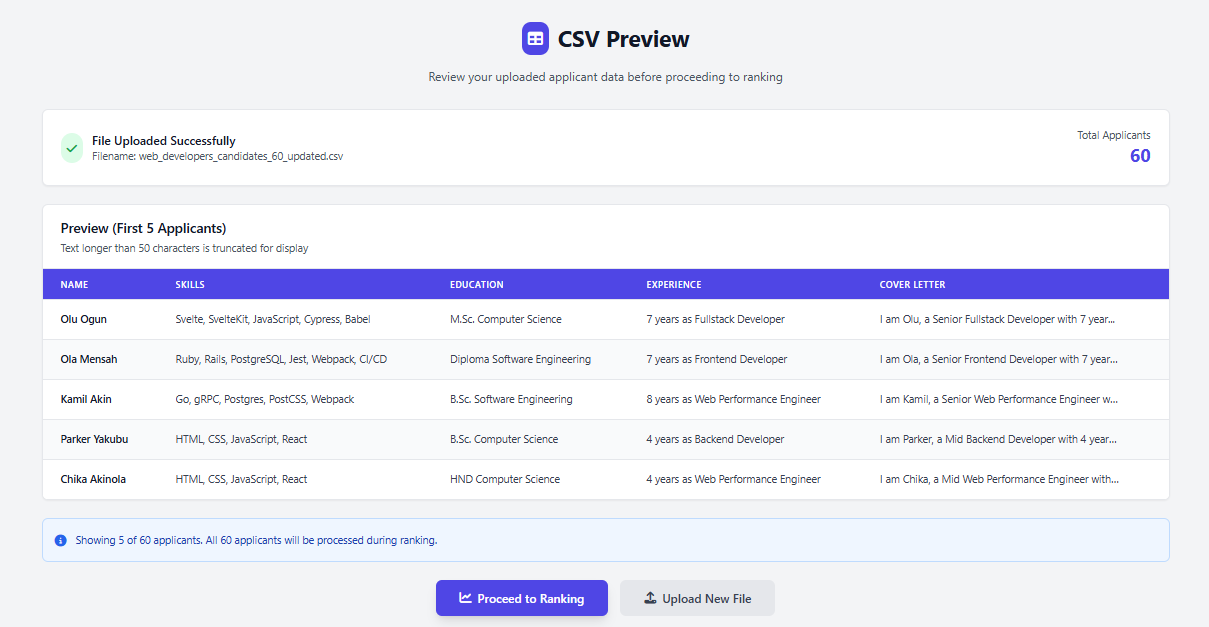 CSV Preview
Review your uploaded applicant data before proceeding to ranking
File Uploaded Successfully
Filename: web_developers_candidates_60_updated.csv
Total Applicants
60
Preview (First 5 Applicants)
Text longer than 50 characters is truncated for display
NAME SKILLS EDUCATION EXPERIENCE COVER LETTER
Olu Ogun Svelte, SvelteKit, JavaScript, Cypress, Babel M.Sc. Computer Science 7 years as Fullstack Developer I am Olu, a Senior Fullstack Developer with 7 year...
Ola Mensah Ruby, Rails, PostgreSQL, Jest, Webpack, CI/CD Diploma Software Engineering 7 years as Frontend Developer I am Ola, a Senior Frontend Developer with 7 year...
Kamil Akin Go, gRPC, Postgres, PostCSS, Webpack B.Sc. Software Engineering 8 years as Web Performance Engineer I am Kamil, a Senior Web Performance Engineer w...
Parker Yakubu HTML, CSS, JavaScript, React B.Sc. Computer Science 4 years as Backend Developer I am Parker, a Mid Backend Developer with 4 year...
Chika Akinola HTML, CSS, JavaScript, React HND Computer Science 4 years as Web Performance Engineer I am Chika, a Mid Web Performance Engineer with...
Showing 5 of 60 applicants. All 60 applicants will be processed during ranking.
Proceed to Ranking
Upload New File